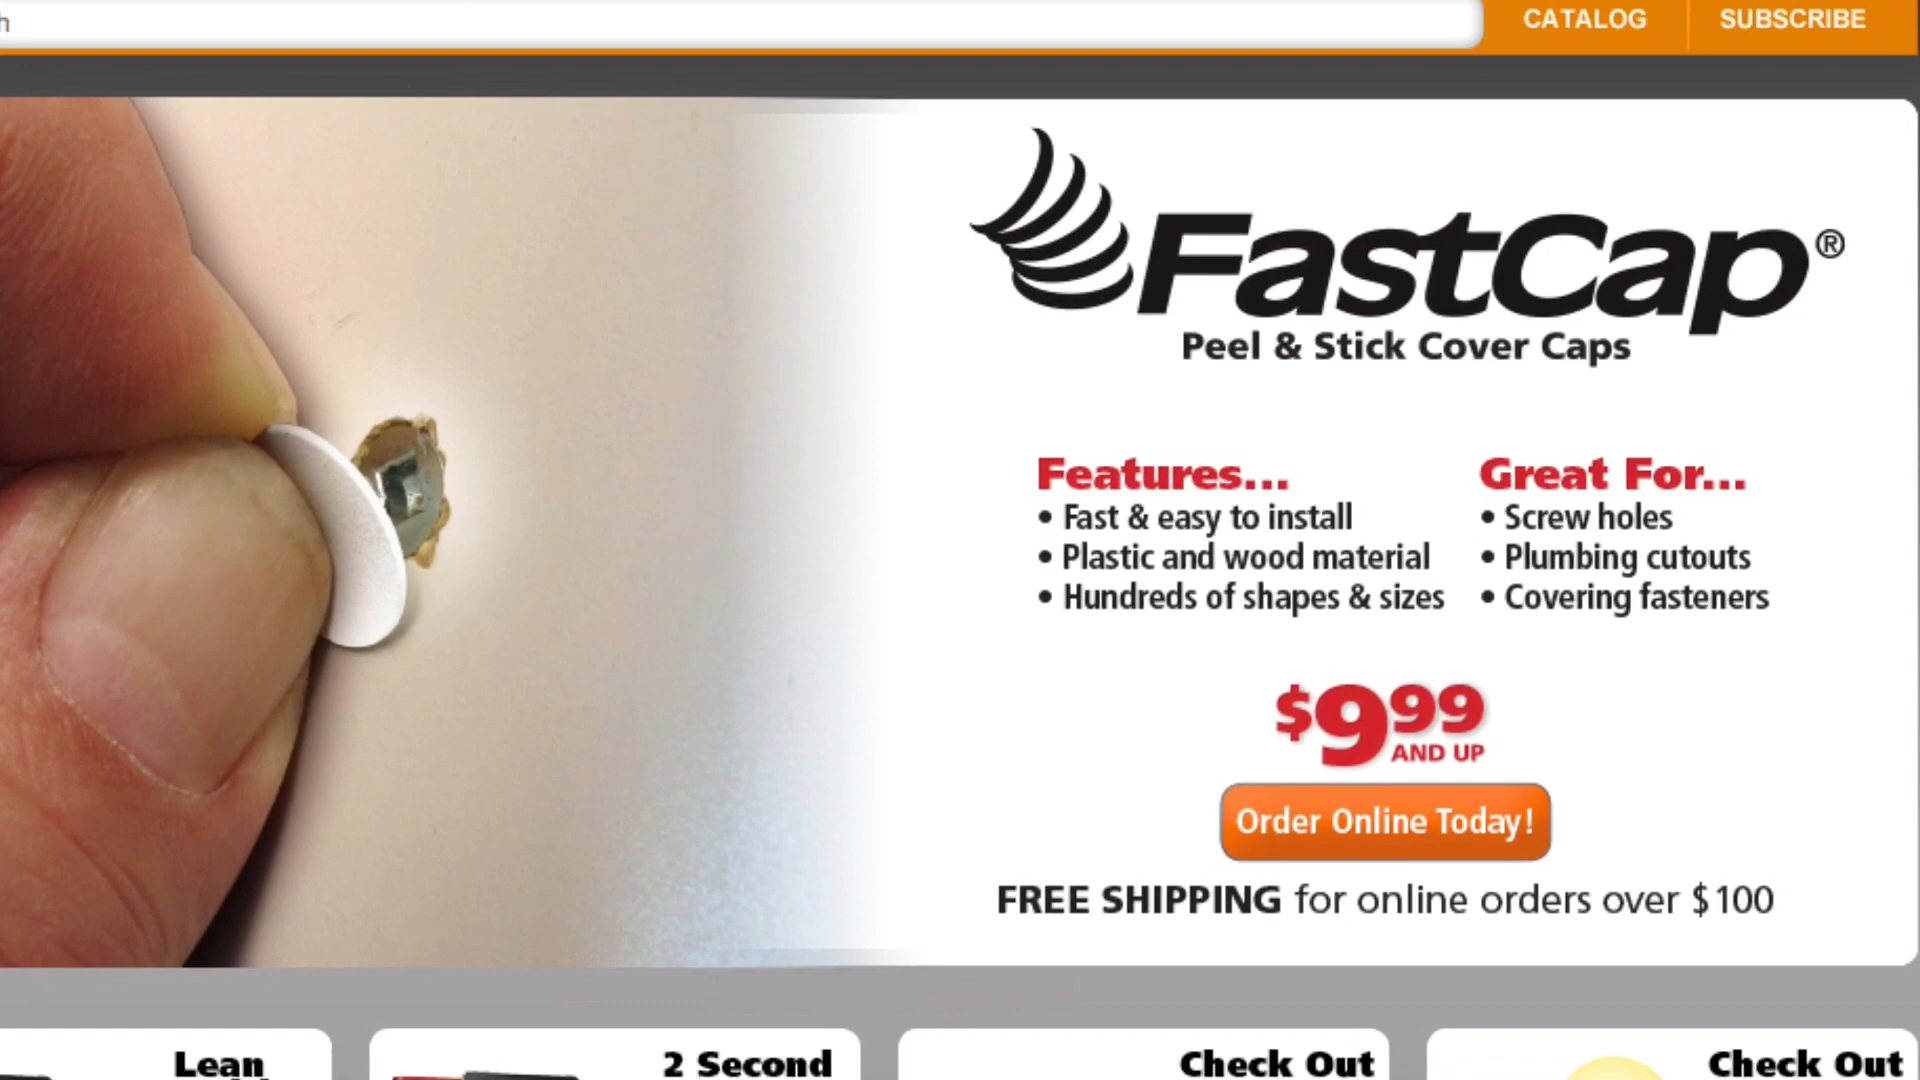 CATALOG
SUBSCRIBE
FastCap®
Peel & Stick Cover Caps
Features...
• Fast & easy to install
• Plastic and wood material
• Hundreds of shapes & sizes
Great For...
• Screw holes
• Plumbing cutouts
• Covering fasteners
$9.99
AND UP
Order Online Today!
FREE SHIPPING for online orders over $100
Lean
2 Second
Check Out
Check Out